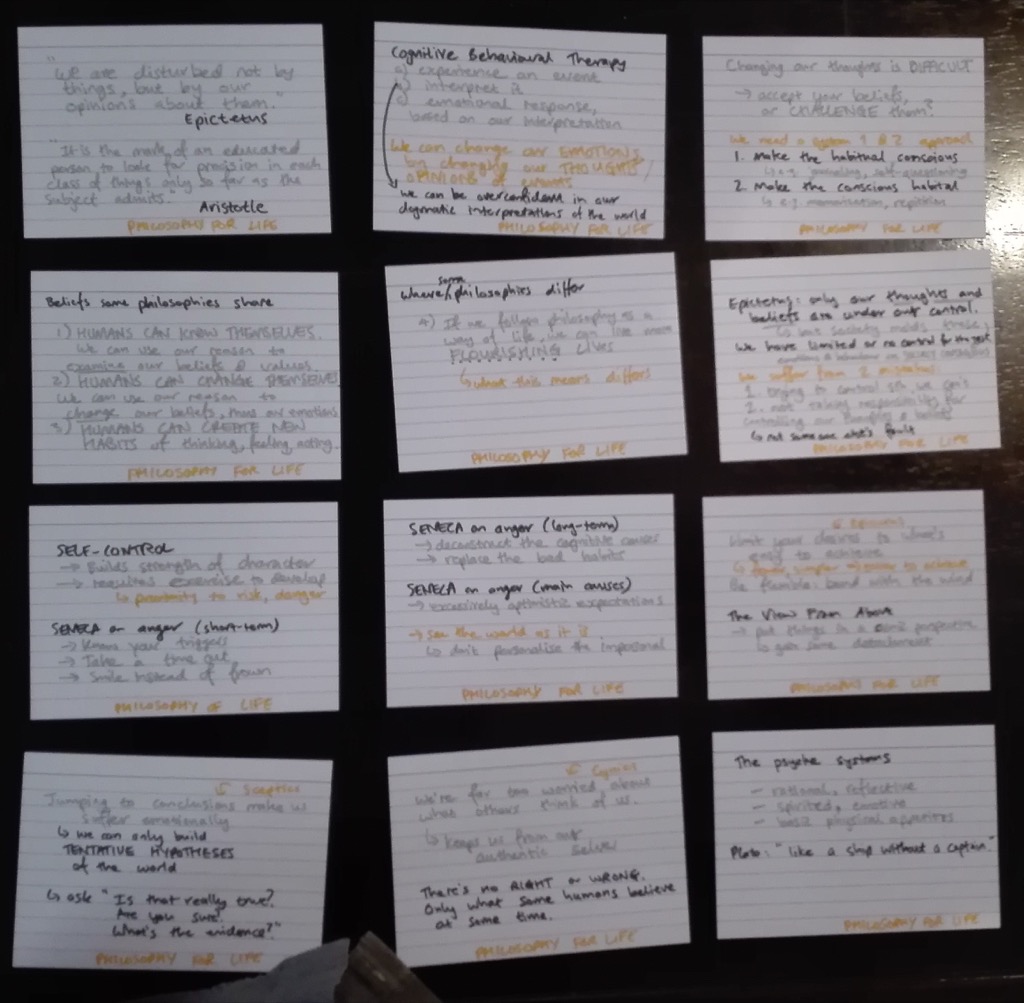 "We are disturbed not by
things, but by our
opinions about them."
Epictetus
"It is the mark of an educated
person to look for precision in each
class of things only so far as the
subject admits."
Aristotle
PHILOSOPHY FOR LIFE
Cognitive Behavioural Therapy
a) experience an event
b) interpret it
c) emotional response,
based on our interpretation
We can change our EMOTIONS
by changing our THOUGHTS/
OPINIONS of events
We can be overconfident in our
dogmatic interpretations of the world
PHILOSOPHY FOR LIFE
Changing our thoughts is DIFFICULT
→ accept your beliefs,
or CHALLENGE them?
We need a system 1 & 2 approach
1. Make the habitual conscious
↳ e.g. journaling, self-questioning
2. Make the conscious habital
↳ e.g. memorisation, repitition
PHILOSOPHY FOR LIFE
Beliefs some philosophies share
1) HUMANS CAN KNOW THEMSELVES.
We can use our reason to
examine our beliefs & values.
2) HUMANS CAN CHANGE THEMSELVES
We can use our reason to
change our beliefs, thus our emotions
3) HUMANS CAN CREATE NEW
HABITS of thinking, feeling, acting.
PHILOSOPHY FOR LIFE
Where some philosophies differ
4) If we follow philosophy as a
way of life, we can live more
FLOURISHING LIVES
↳ what this means differs
PHILOSOPHY FOR LIFE
Epictetus: only our thoughts and
beliefs are under out control.
↳ but society molds these,
We have limited or no control for the rest
We suffer from 2 mistakes
1. trying to control we can't
2. not taking responsibility for
controlling our thoughts & beliefs
↳ not someone else's fault
PHILOSOPHY FOR LIFE
SELF-CONTROL
→ Builds strength of character
→ requires exercise to develop
↳ proximity to risk, danger
SENECA on anger (short-term)
→ Know your triggers
→ Take a time out
→ Smile instead of frown
PHILOSOPHY OF LIFE
SENECA on anger (long-term)
→ deconstruct the cognitive causes
→ replace the bad habits
SENECA on anger (main causes)
→ excessively optimistic expectations
→ see the world as it is
↳ don't personalise the impersonal
PHILOSOPHY FOR LIFE
Limit your desires to what's
easy to achieve
↳ fewer, simpler to achieve
Be flexible: bend with the wind
The View From Above
→ put things in a perspective
↳ gain some detachment
PHILOSOPHY FOR LIFE
↙ Sceptics
Jumping to conclusions make us
suffer emotionally
↳ we can only build
TENTATIVE HYPOTHESES
of the world
↳ ask "Is that really true?
Are you sure?
What's the evidence?"
PHILOSOPHY FOR LIFE
↙ Cynics
We're far too worried about
what others think of us.
↳ keeps us from our
authentic selves
There's no RIGHT or WRONG.
Only what some humans believe
at some time.
PHILOSOPHY FOR LIFE
The psyche systems
- rational, reflective
- spirited, emotive
- basic physical appetites
Plato: "like a ship without a captain"
PHILOSOPHY FOR LIFE